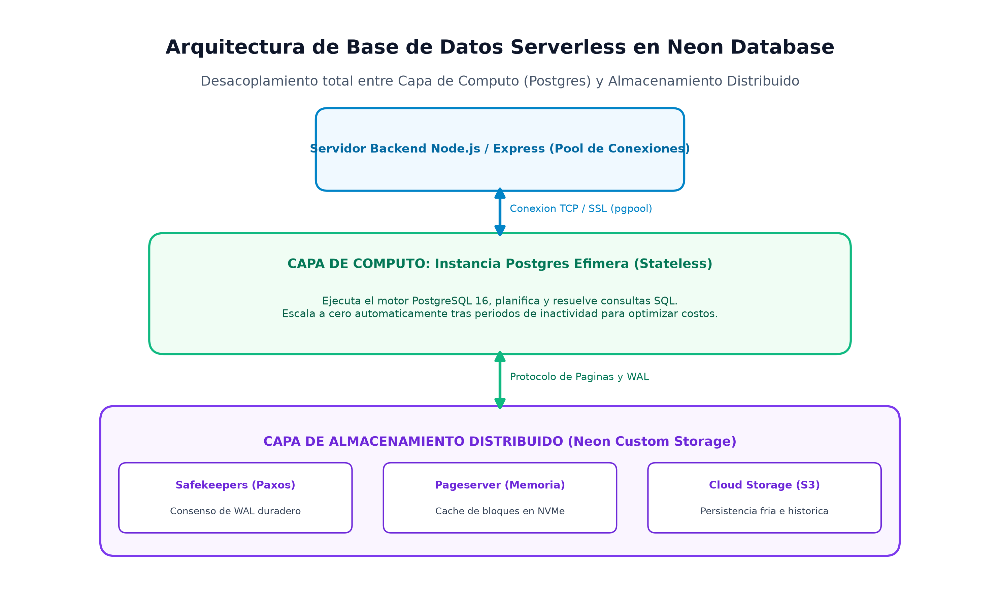 Arquitectura de Base de Datos Serverless en Neon Database
Desacoplamiento total entre Capa de Computo (Postgres) y Almacenamiento Distribuido
Servidor Backend Node.js / Express (Pool de Conexiones)
Conexion TCP / SSL (pgpool)
CAPA DE COMPUTO: Instancia Postgres Efimera (Stateless)
Ejecuta el motor PostgreSQL 16, planifica y resuelve consultas SQL.
Escala a cero automaticamente tras periodos de inactividad para optimizar costos.
Protocolo de Paginas y WAL
CAPA DE ALMACENAMIENTO DISTRIBUIDO (Neon Custom Storage)
Safekeepers (Paxos)
Consenso de WAL duradero
Pageserver (Memoria)
Cache de bloques en NVMe
Cloud Storage (S3)
Persistencia fria e historica